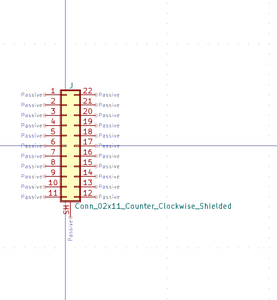 J
Passive 1 22 Passive
Passive 2 21 Passive
Passive 3 20 Passive
Passive 4 19 Passive
Passive 5 18 Passive
Passive 6 17 Passive
Passive 7 16 Passive
Passive 8 15 Passive
Passive 9 14 Passive
Passive 10 13 Passive
Passive 11 12 Passive
SH
Conn_02x11_Counter_Clockwise_Shielded
Passive